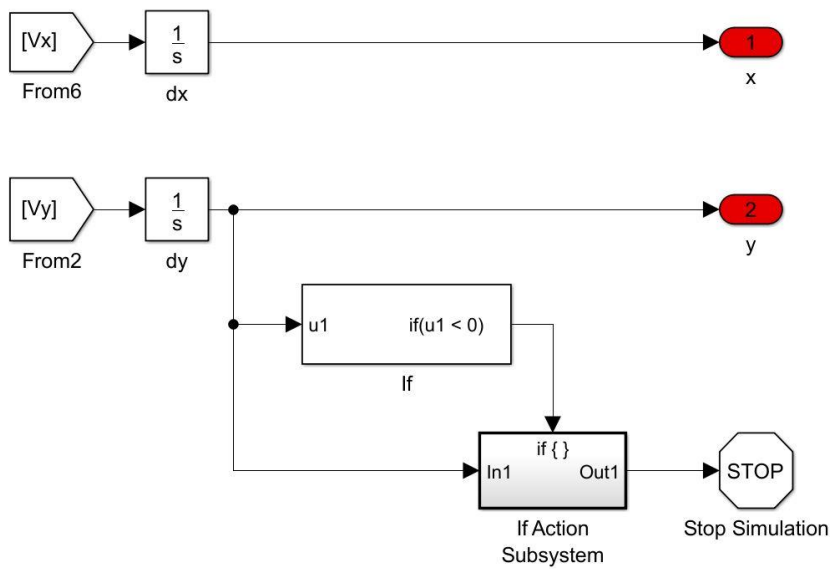 [Vx]
1
s
1
From6
dx
x
[Vy]
1
s
2
From2
dy
y
u1
if(u1 < 0)
If
if { }
In1
Out1
STOP
If Action
Subsystem
Stop Simulation